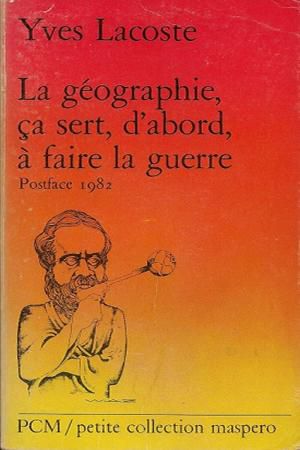 Yves Lacoste
La géographie,
ça sert, d'abord,
à faire la guerre
Postface 1982
PCM/petite collection maspero